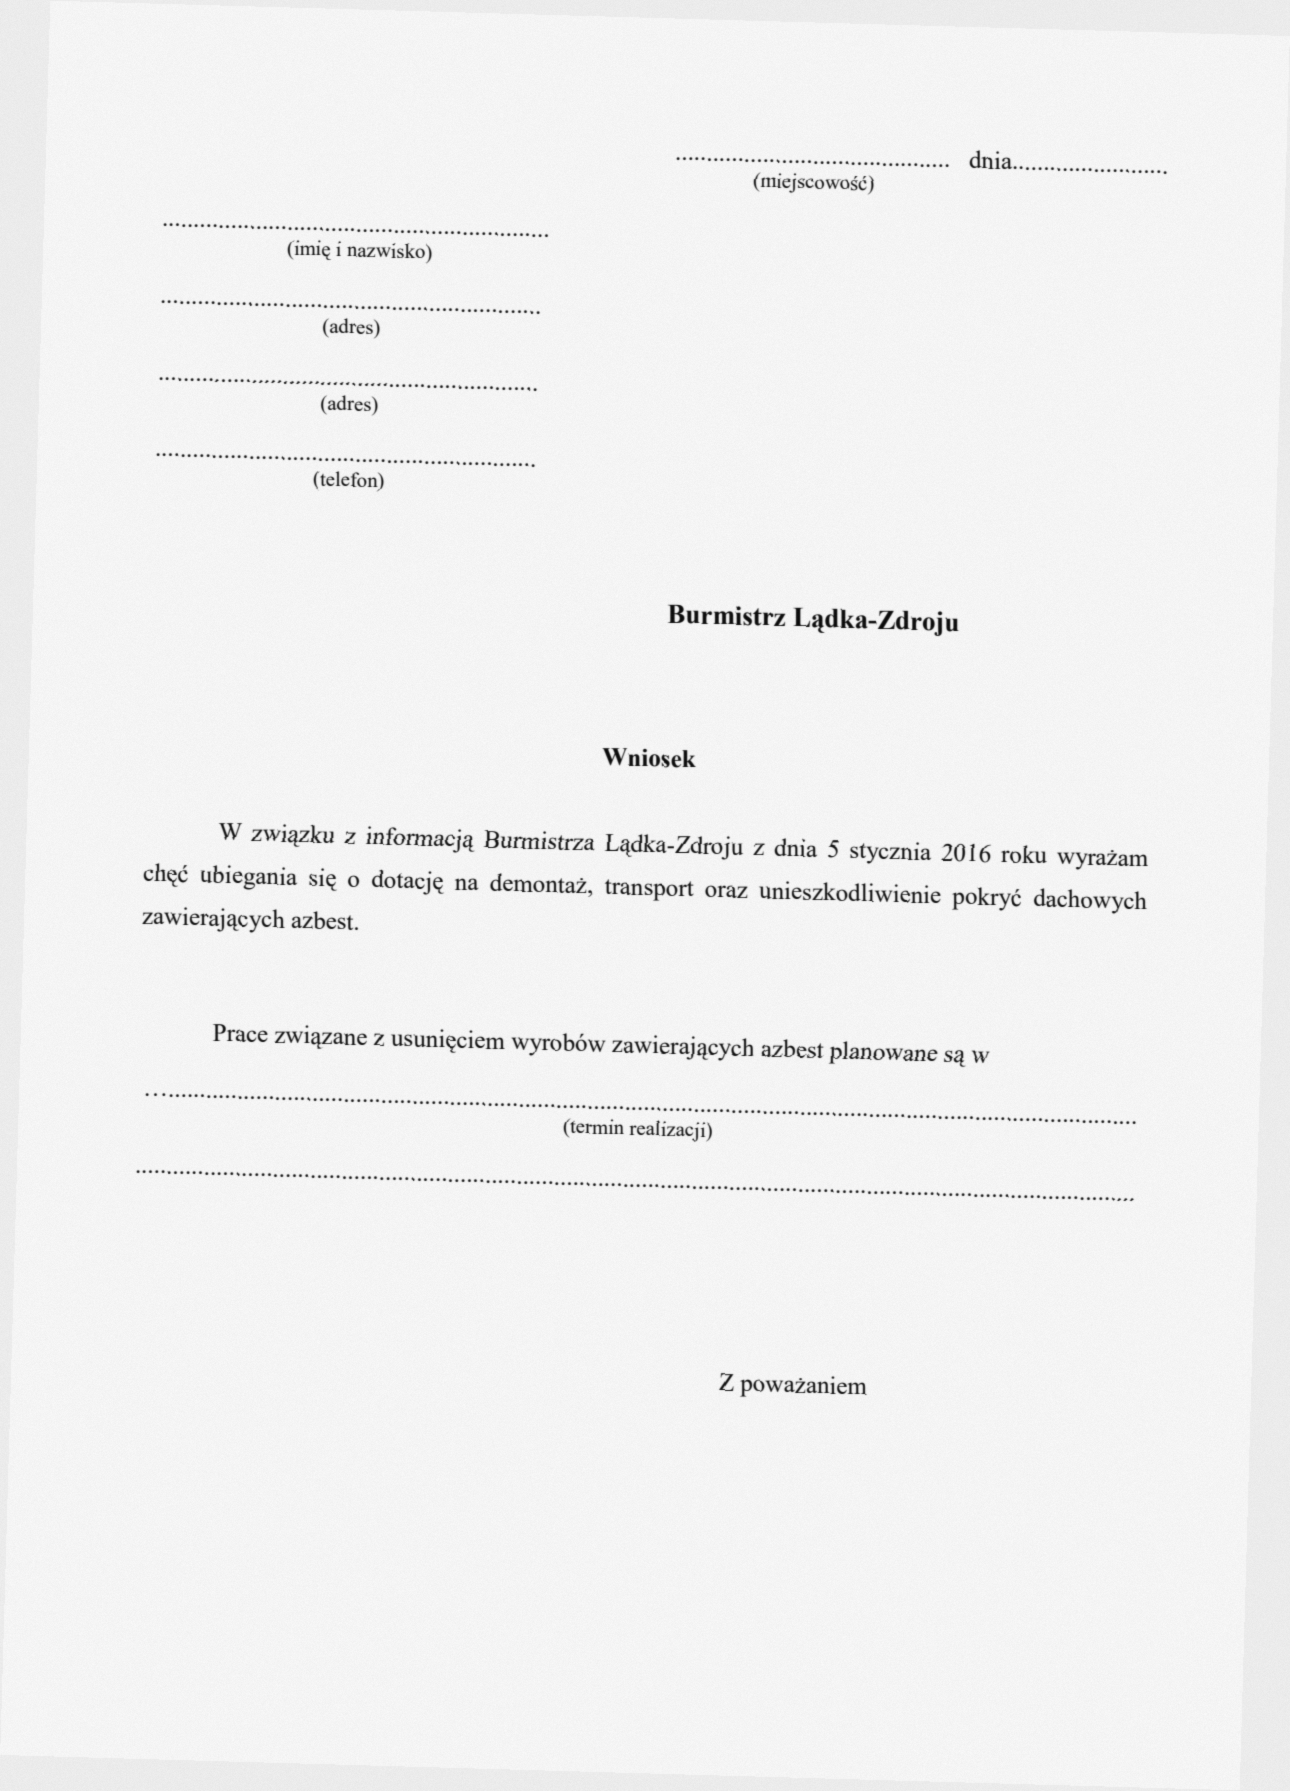 ............................................ dnia.........................
(miejscowość)
..............................................................
(imię i nazwisko)
.............................................................
(adres)
.............................................................
(adres)
.............................................................
(telefon)
Burmistrz Lądka-Zdroju
Wniosek
W związku z informacją Burmistrza Lądka-Zdroju z dnia 5 stycznia 2016 roku wyrażam
chęć ubiegania się o dotację na demontaż, transport oraz unieszkodliwienie pokryć dachowych
zawierających azbest.
Prace związane z usunięciem wyrobów zawierających azbest planowane są w
…............................................................................................................................................................
(termin realizacji)
................................................................................................................................................................
Z poważaniem